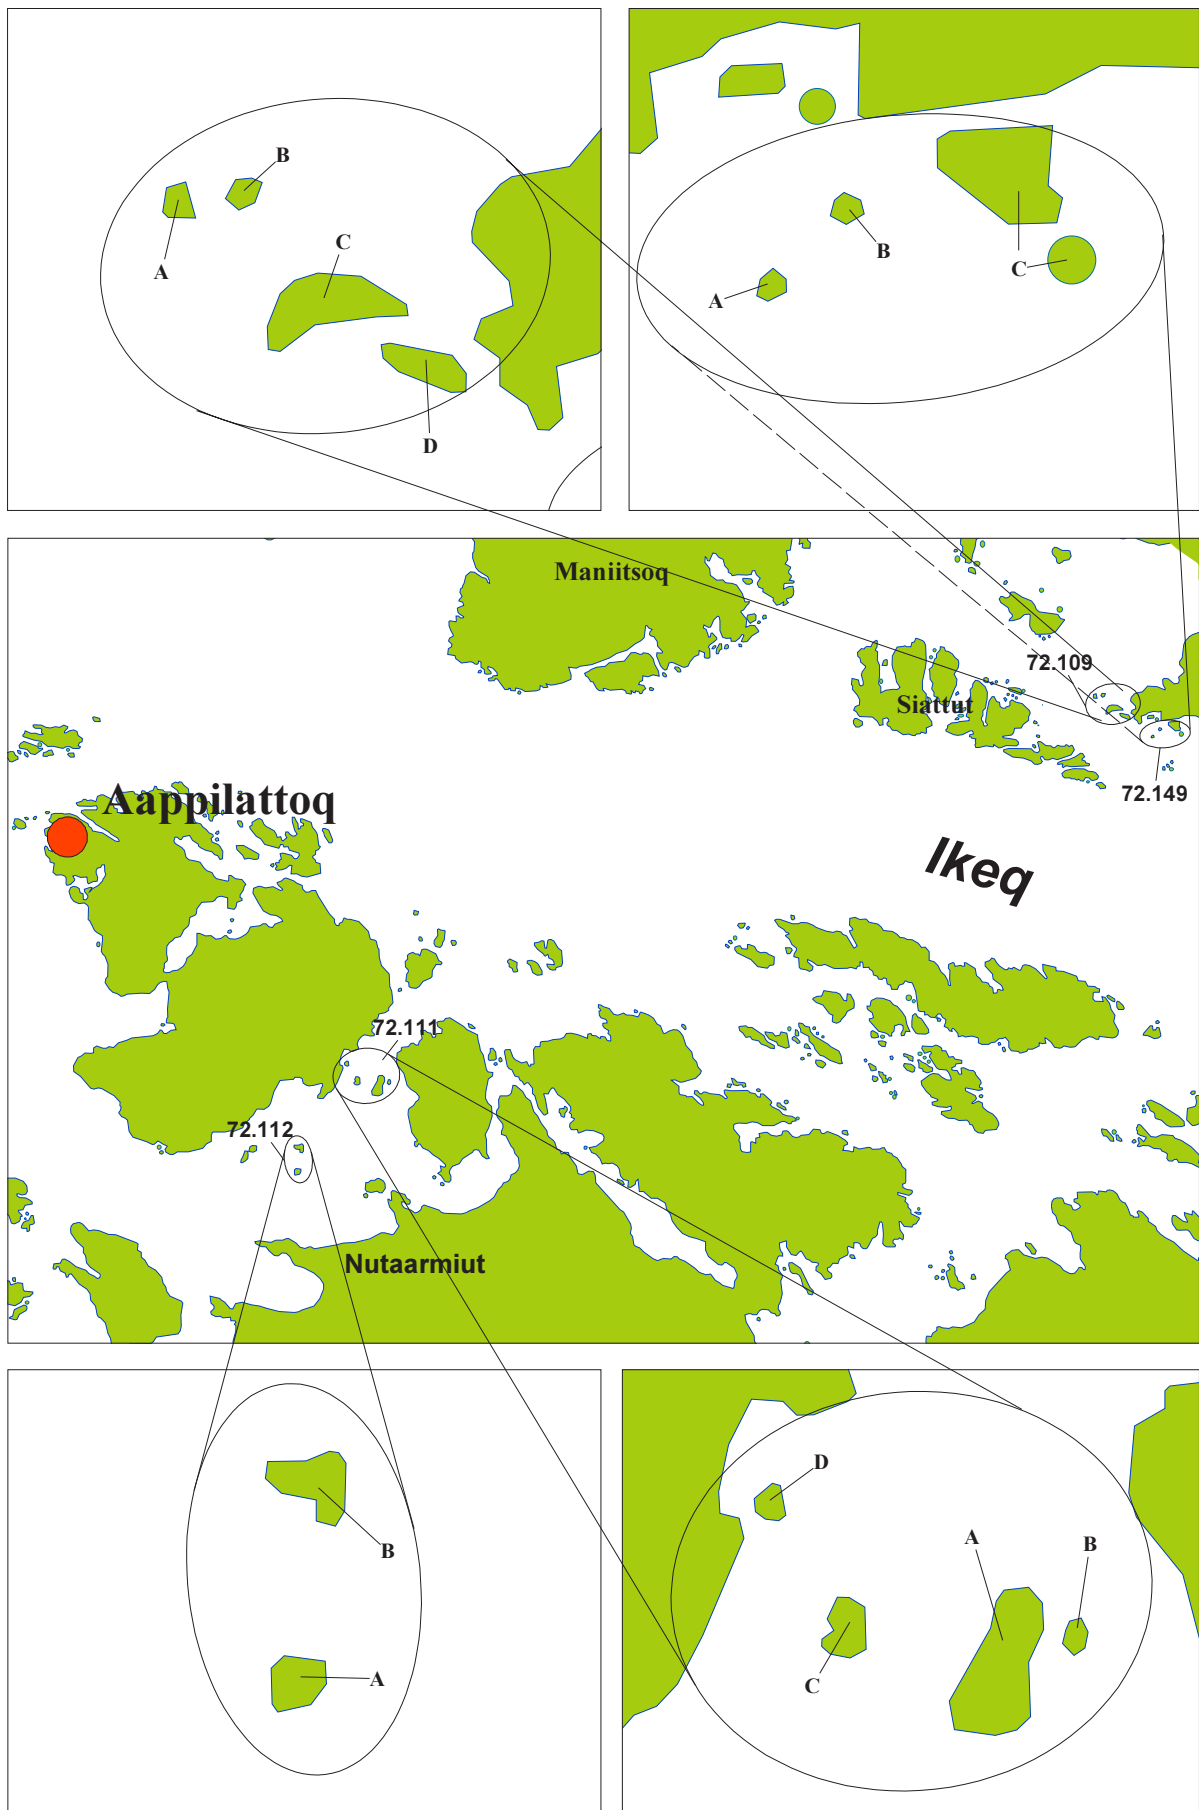 B
A
C
D
B
A
C
Maniitsoq
72.109
Siattut
72.149
Aappilattoq
Ikeq
72.111
72.112
Nutaarmiut
B
A
D
A
B
C